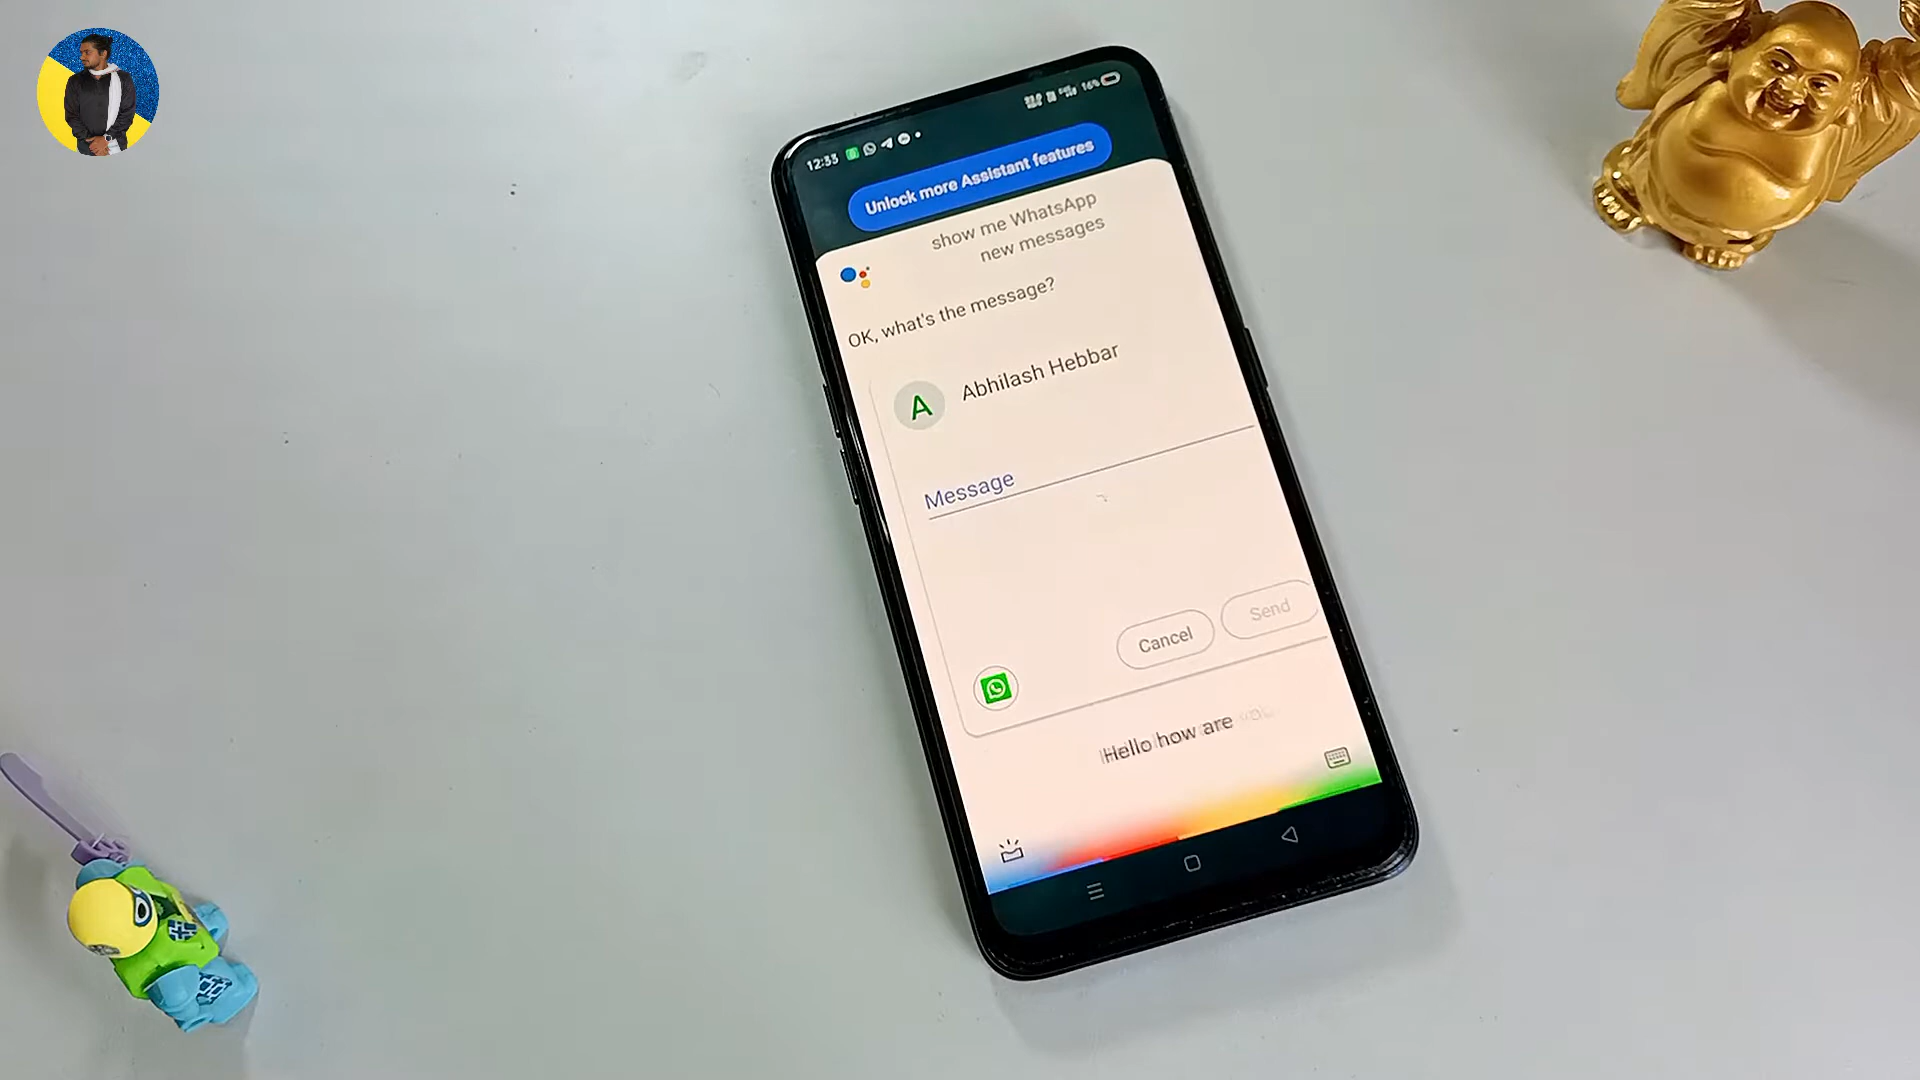 12:33
16%
Unlock more Assistant features
show me WhatsApp
new messages
OK, what's the message?
A
Abhilash Hebbar
Message
Cancel
Send
Hello how are